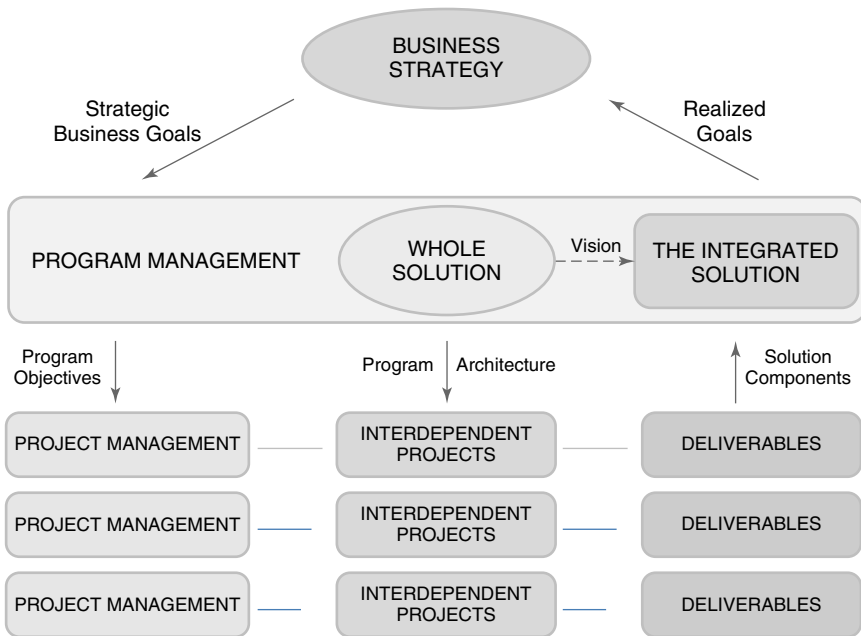 BUSINESS
STRATEGY
Strategic
Business Goals
Realized
Goals
PROGRAM MANAGEMENT
WHOLE
SOLUTION
Vision
THE INTEGRATED
SOLUTION
Program
Objectives
Program Architecture
Solution
Components
PROJECT MANAGEMENT
INTERDEPENDENT
PROJECTS
DELIVERABLES
PROJECT MANAGEMENT
INTERDEPENDENT
PROJECTS
DELIVERABLES
PROJECT MANAGEMENT
INTERDEPENDENT
PROJECTS
DELIVERABLES